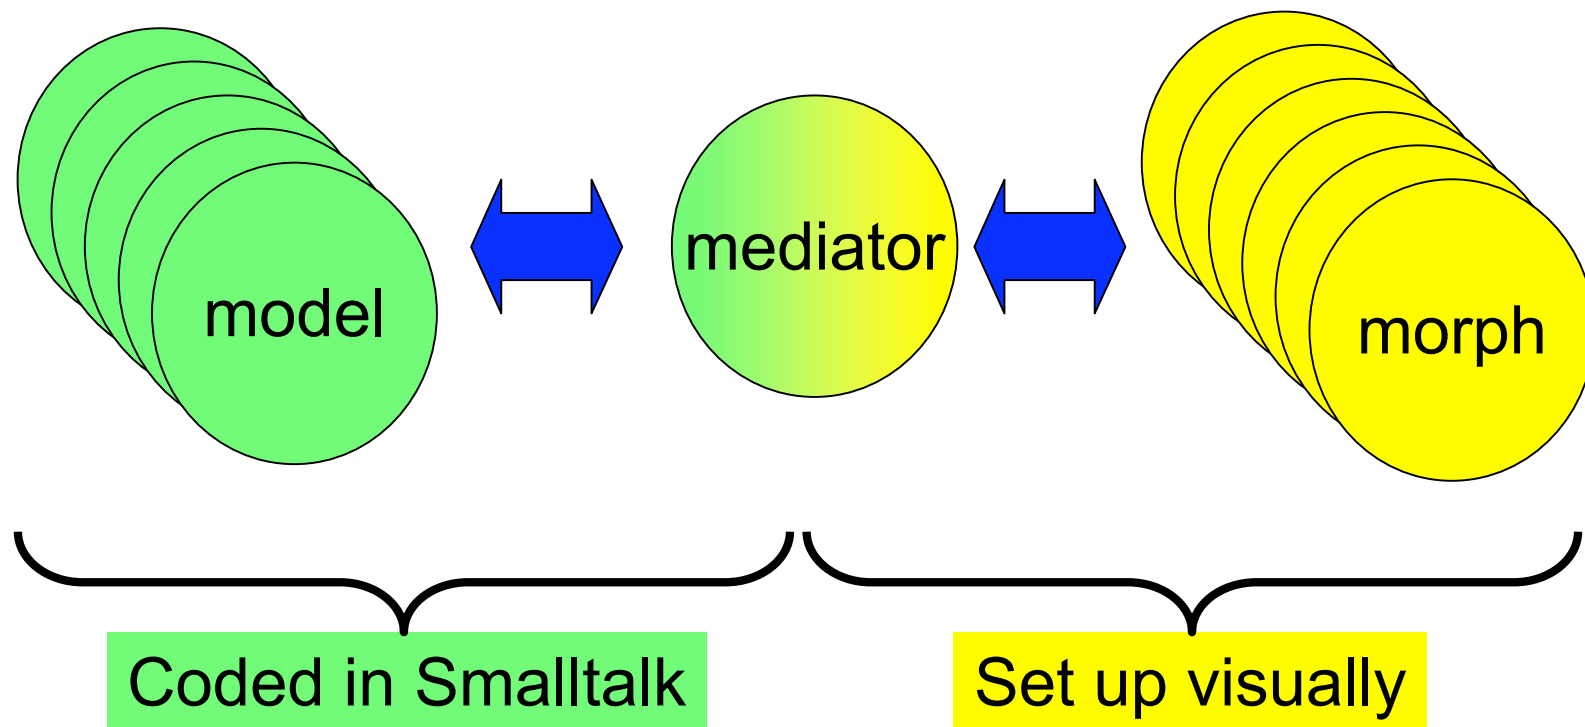 model
mediator
morph
Coded in Smalltalk
Set up visually